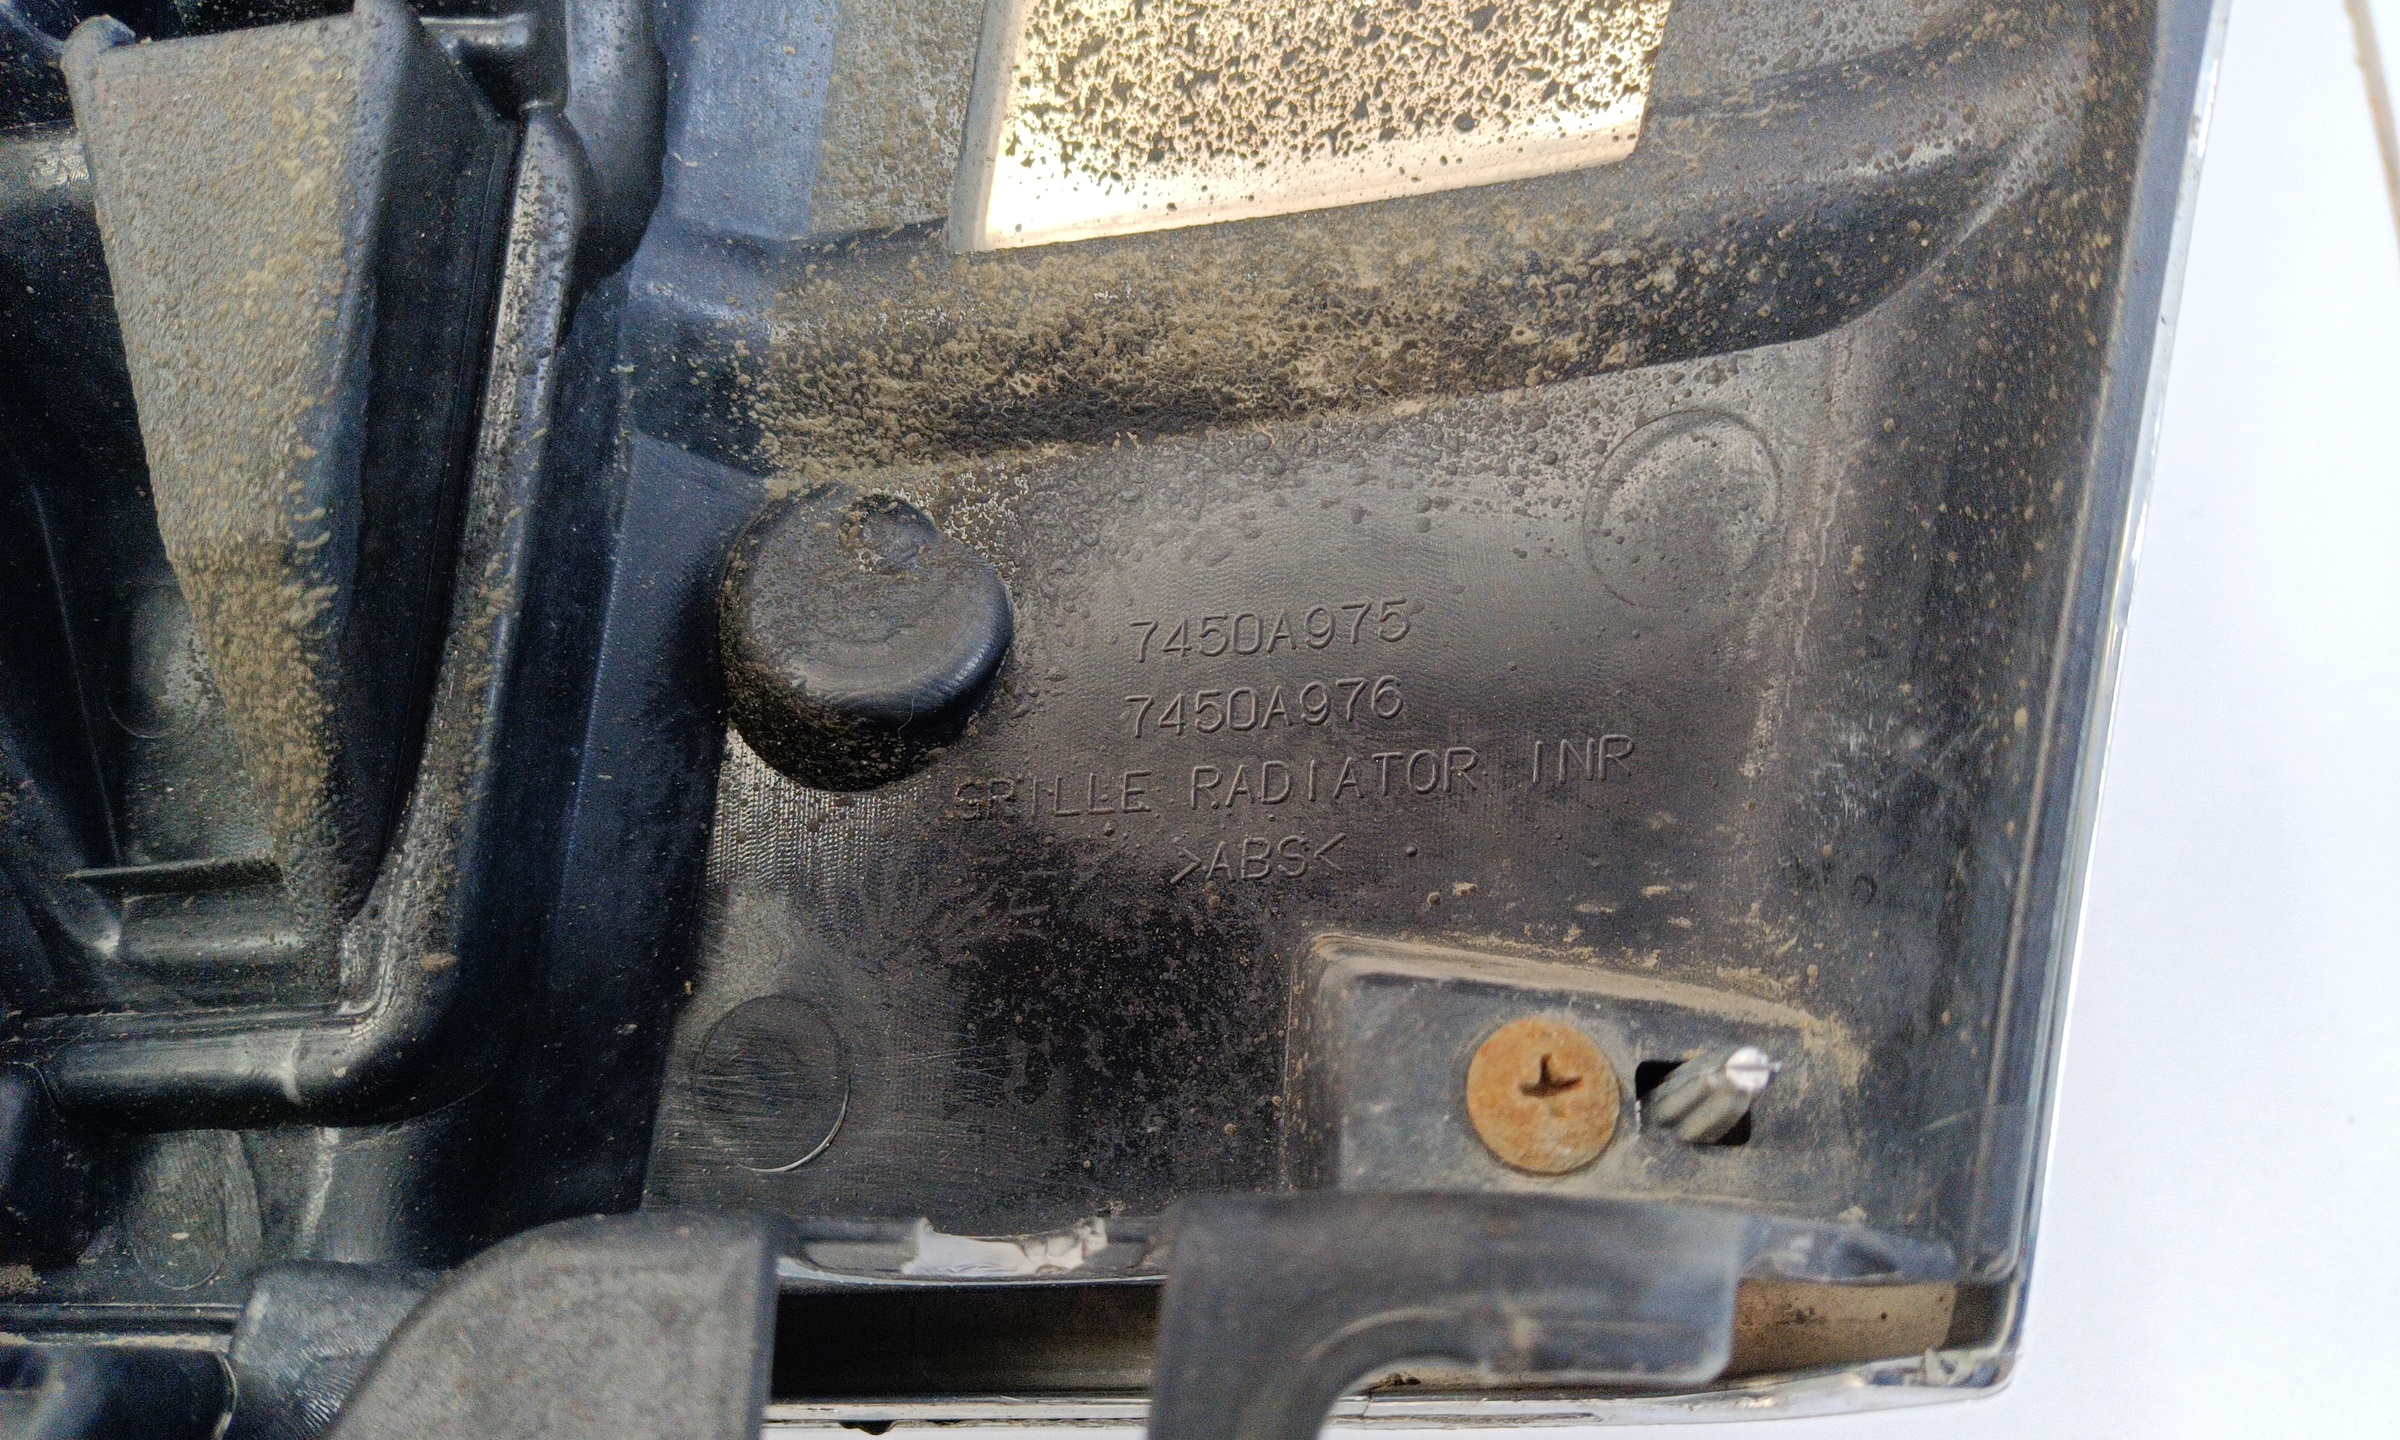 7450A975
7450A976
GRILLE RADIATOR INR
>ABS<